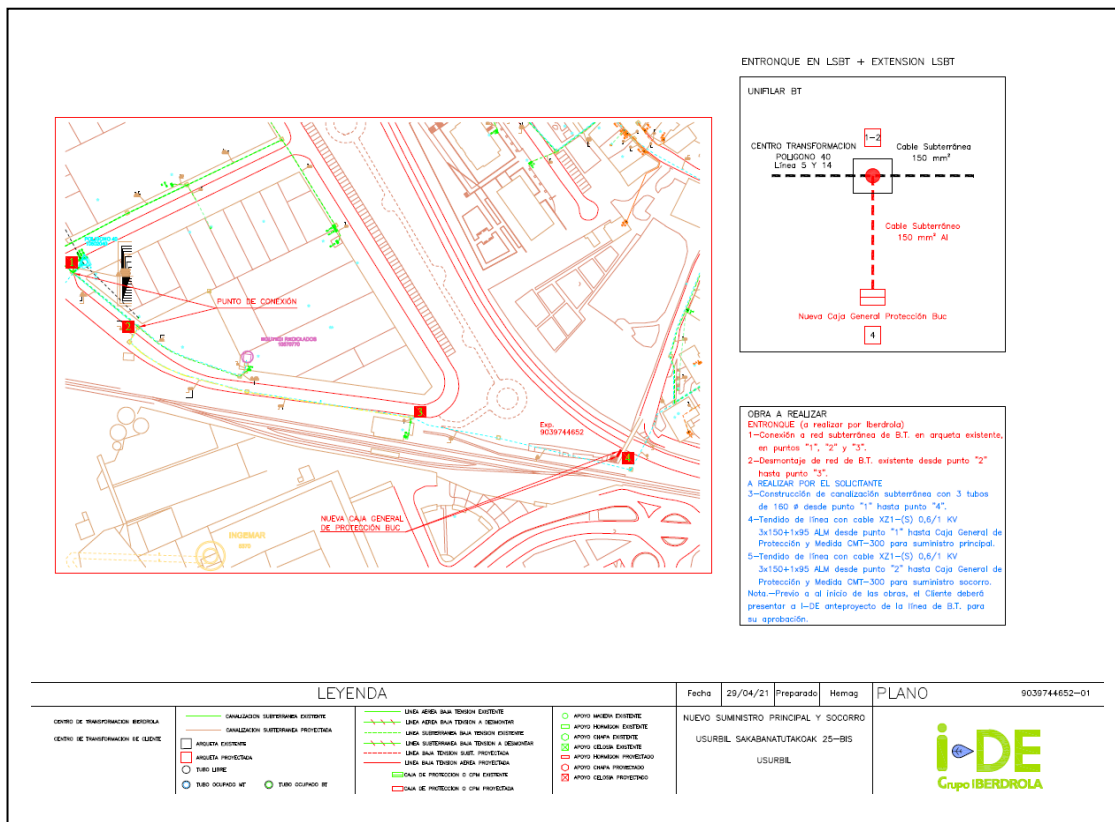 ENTRONQUE EN LSBT + EXTENSION LSBT
UNIFILAR BT
1-2
CENTRO TRANSFORMACION
POLIGONO 40
Línea 5 Y 14
Cable Subterránea
150 mm²
Cable Subterráneo
150 mm² Al
Nueva Caja General Protección Buc
4
1
PUNTO DE CONEXIÓN
2
3
Exp.
9039744652
4
NUEVA CAJA GENERAL
DE PROTECCIÓN BUC
INGEMAR
OBRA A REALIZAR
ENTRONQUE (a realizar por Iberdrola)
1-Conexión a red subterránea de B.T. en arqueta existente,
en puntos "1", "2" y "3".
2-Desmontaje de red de B.T. existente desde punto "2"
hasta punto "3".
A REALIZAR POR EL SOLICITANTE
3-Construcción de canalización subterránea con 3 tubos
de 160 ø desde punto "1" hasta punto "4".
4-Tendido de línea con cable XZ1-(S) 0,6/1 KV
3x150+1x95 ALM desde punto "1" hasta Caja General de
Protección y Medida CMT-300 para suministro principal.
5-Tendido de línea con cable XZ1-(S) 0,6/1 KV
3x150+1x95 ALM desde punto "2" hasta Caja General de
Protección y Medida CMT-300 para suministro socorro.
Nota.-Previo a al inicio de las obras, el Cliente deberá
presentar a I-DE anteproyecto de la línea de B.T. para
su aprobación.
LEYENDA
CENTRO DE TRANSFORMACION IBERDROLA
CENTRO DE TRANSFORMACION DE CLIENTE
CANALIZACION SUBTERRANEA EXISTENTE
CANALIZACION SUBTERRANEA PROYECTADA
ARQUETA EXISTENTE
ARQUETA PROYECTADA
TUBO LIBRE
TUBO OCUPADO MT
TUBO OCUPADO BT
LINEA AEREA BAJA TENSION EXISTENTE
LINEA AEREA BAJA TENSION A DESMONTAR
LINEA SUBTERRANEA BAJA TENSION EXISTENTE
LINEA SUBTERRANEA BAJA TENSION A DESMONTAR
LINEA BAJA TENSION SUBT. PROYECTADA
LINEA BAJA TENSION AEREA PROYECTADA
CAJA DE PROTECCION O CPM EXISTENTE
CAJA DE PROTECCION O CPM PROYECTADA
APOYO MADERA EXISTENTE
APOYO HORMIGON EXISTENTE
APOYO CHAPA EXISTENTE
APOYO CELOSIA EXISTENTE
APOYO HORMIGON PROYECTADO
APOYO CHAPA PROYECTADO
APOYO CELOSIA PROYECTADO
Fecha 29/04/21 Preparado Hemag
PLANO 9039744652-01
NUEVO SUMINISTRO PRINCIPAL Y SOCORRO
USURBIL SAKABANATUTAKOAK 25-BIS
USURBIL
i-DE
Grupo IBERDROLA